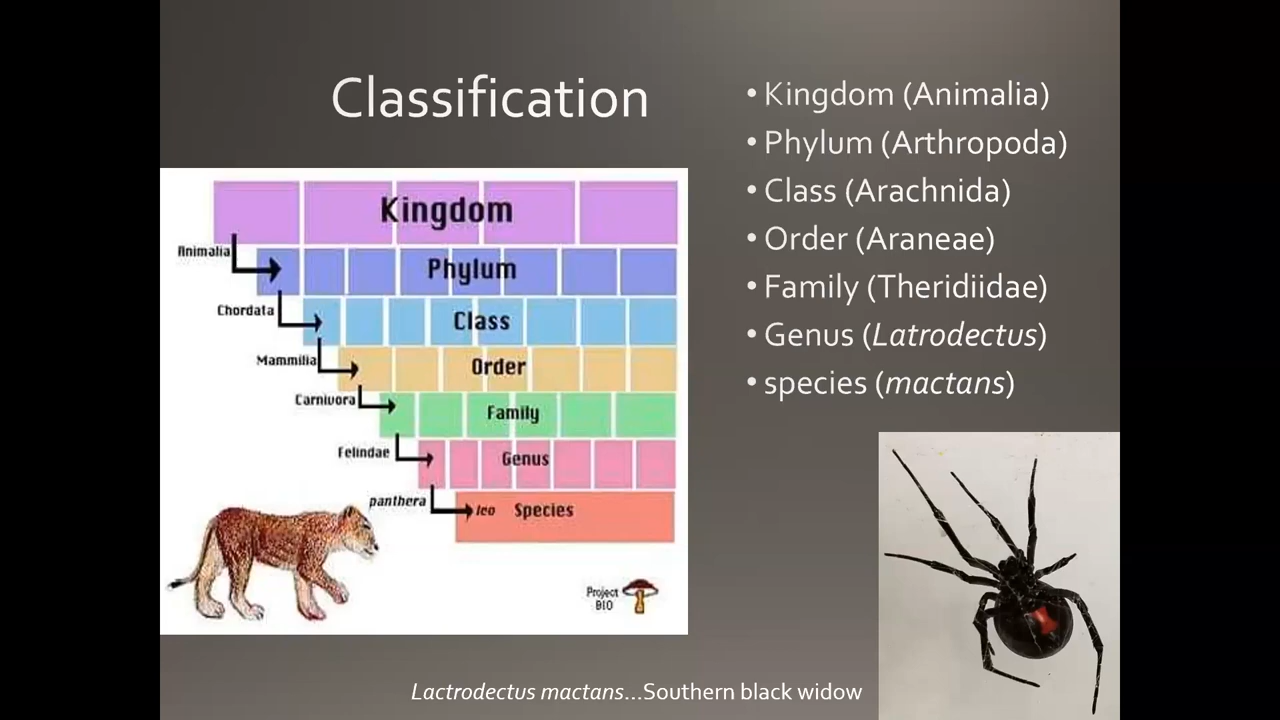 Classification
Kingdom
Animalia
Phylum
Chordata
Class
Mammilia
Order
Carnivora
Family
Felindae
Genus
panthera
leo Species
Project
BIO
• Kingdom (Animalia)
• Phylum (Arthropoda)
• Class (Arachnida)
• Order (Araneae)
• Family (Theridiidae)
• Genus (Latrodectus)
• species (mactans)
Lactrodectus mactans...Southern black widow